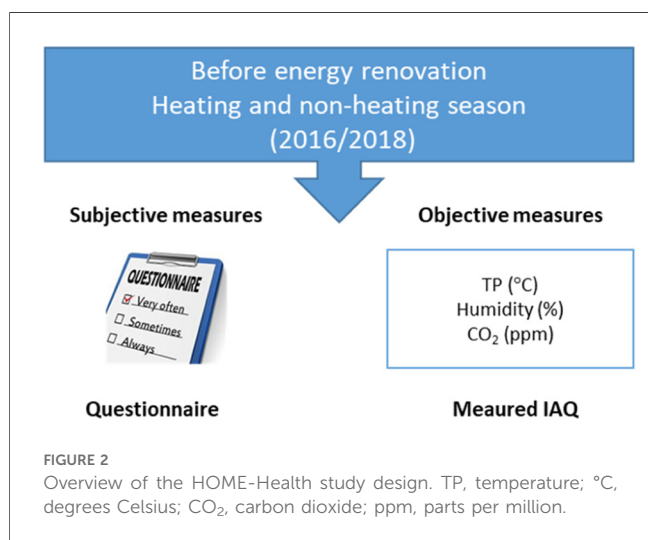 Before energy renovation
Heating and non-heating season
(2016/2018)
Subjective measures
Objective measures
QUESTIONNAIRE
Very often
Sometimes
Always
TP (°C)
Humidity (%)
CO₂ (ppm)
Questionnaire
Meaured IAQ
FIGURE 2
Overview of the HOME-Health study design. TP, temperature; °C,
degrees Celsius; CO₂, carbon dioxide; ppm, parts per million.